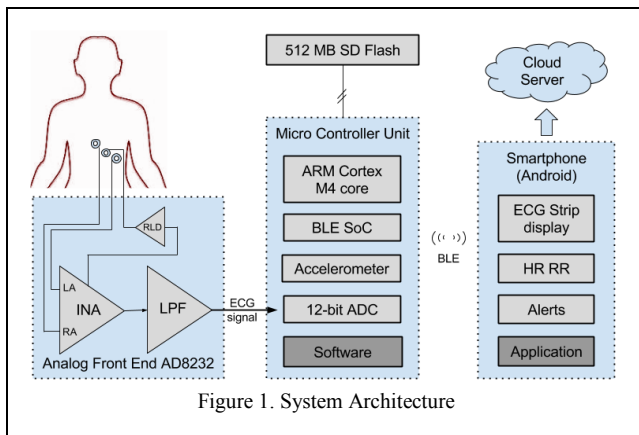 512 MB SD Flash
Cloud
Server
Micro Controller Unit
ARM Cortex
M4 core
BLE SoC
Accelerometer
12-bit ADC
Software
Smartphone
(Android)
ECG Strip
display
HR RR
Alerts
Application
BLE
RLD
LA
INA
RA
LPF
ECG
signal
Analog Front End AD8232
Figure 1. System Architecture